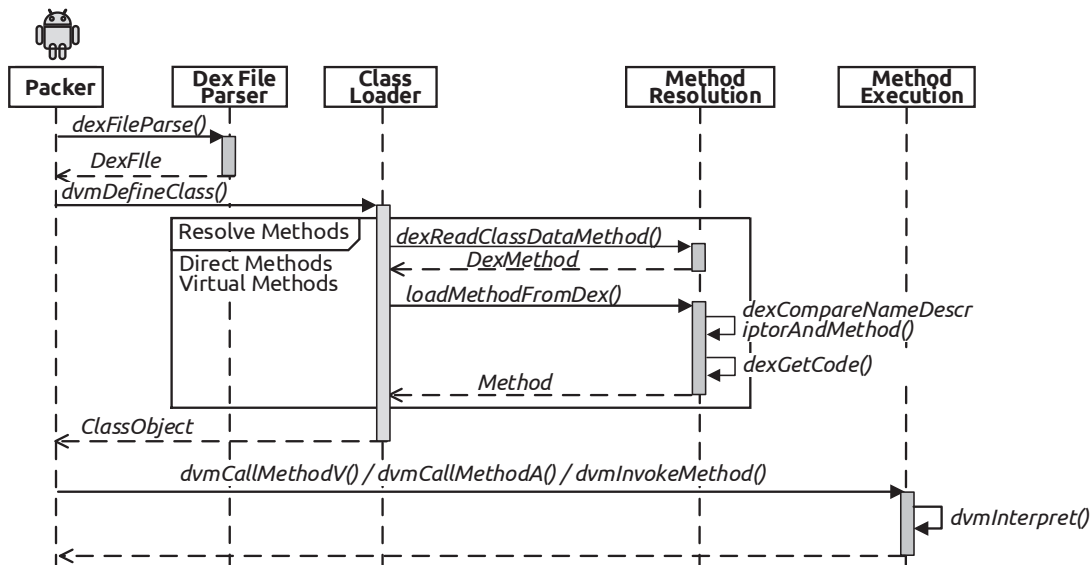 Packer
Dex File
Parser
Class
Loader
Method
Resolution
Method
Execution
dexFileParse()
DexFIle
dvmDefineClass()
Resolve Methods
Direct Methods
Virtual Methods
dexReadClassDataMethod()
DexMethod
loadMethodFromDex()
dexCompareNameDescr
iptorAndMethod()
dexGetCode()
Method
ClassObject
dvmCallMethodV() / dvmCallMethodA() / dvmInvokeMethod()
dvmInterpret()